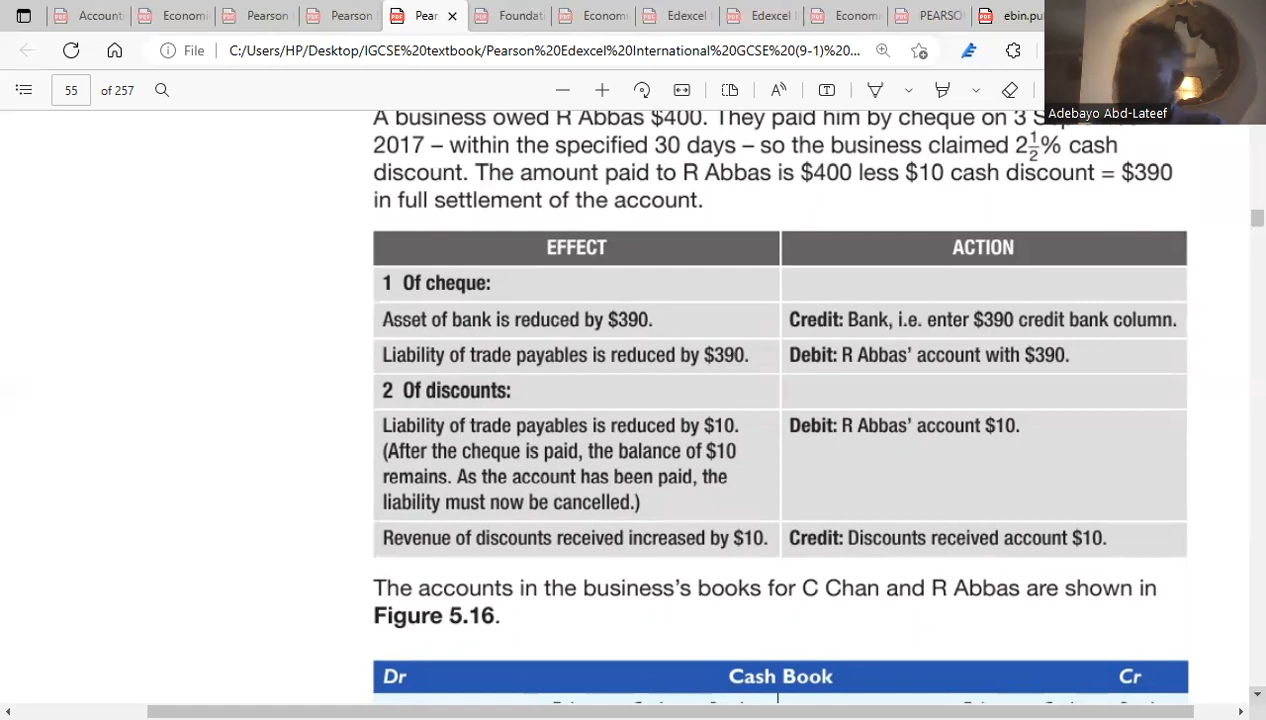 Accounti
Econom
Pearson
Pearson
Pear
Foundat
Econom
Edexcel
Edexcel
Econom
PEARSO
ebin.pu
File
C:/Users/HP/Desktop/IGCSE%20textbook/Pearson%20Edexcel%20International%20GCSE%20(9-1)%20...
55 of 257
Adebayo Abd-Lateef
A business owed R Abbas $400. They paid him by cheque on 3 S
2017 – within the specified 30 days – so the business claimed 2½% cash
discount. The amount paid to R Abbas is $400 less $10 cash discount = $390
in full settlement of the account.
EFFECT ACTION
1 Of cheque:
Asset of bank is reduced by $390. Credit: Bank, i.e. enter $390 credit bank column.
Liability of trade payables is reduced by $390. Debit: R Abbas' account with $390.
2 Of discounts:
Liability of trade payables is reduced by $10. Debit: R Abbas' account $10.
(After the cheque is paid, the balance of $10
remains. As the account has been paid, the
liability must now be cancelled.)
Revenue of discounts received increased by $10. Credit: Discounts received account $10.
The accounts in the business's books for C Chan and R Abbas are shown in
Figure 5.16.
Dr Cash Book Cr